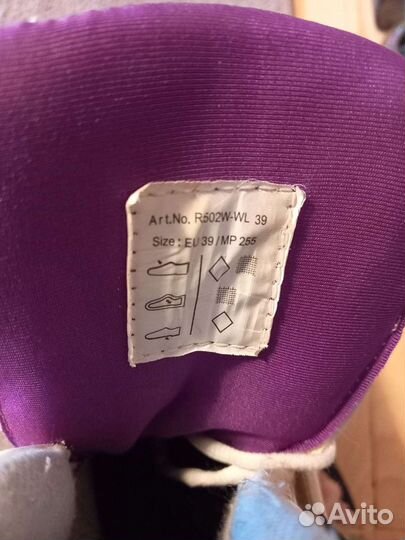 Art.No. R502W-WL 39
Size : EU 39 / MP 255
Avito